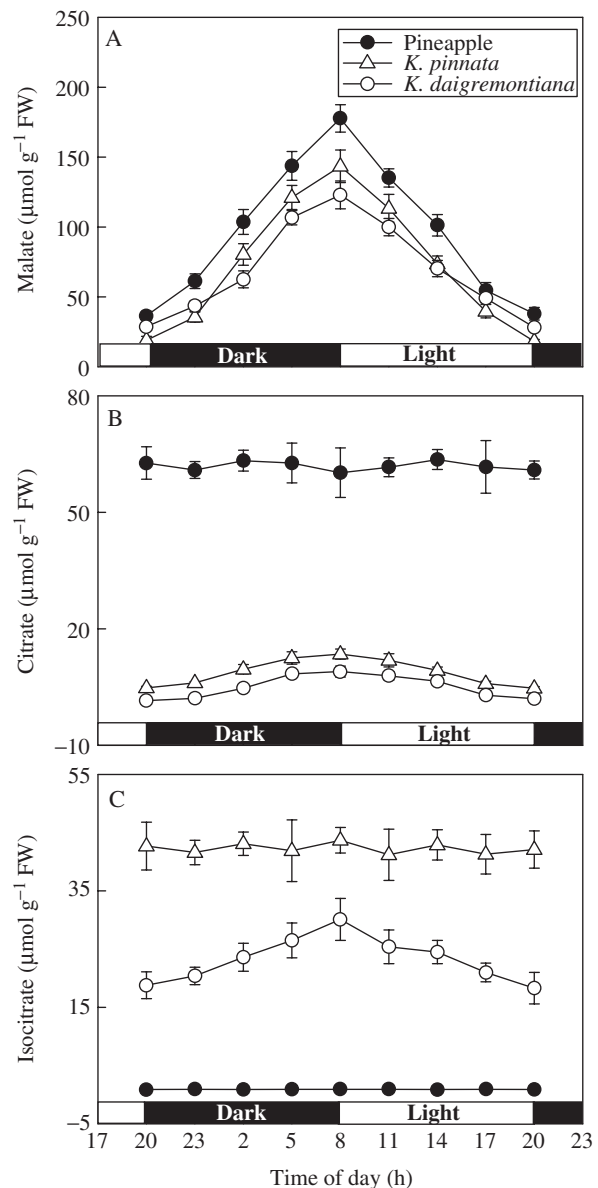 A
Pineapple
K. pinnata
K. daigremontiana
250
200
150
100
50
0
Malate (μmol g⁻¹ FW)
Dark Light
B
80
50
20
−10
Citrate (μmol g⁻¹ FW)
Dark Light
C
55
35
15
−5
Isocitrate (μmol g⁻¹ FW)
Dark Light
17 20 23 2 5 8 11 14 17 20 23
Time of day (h)